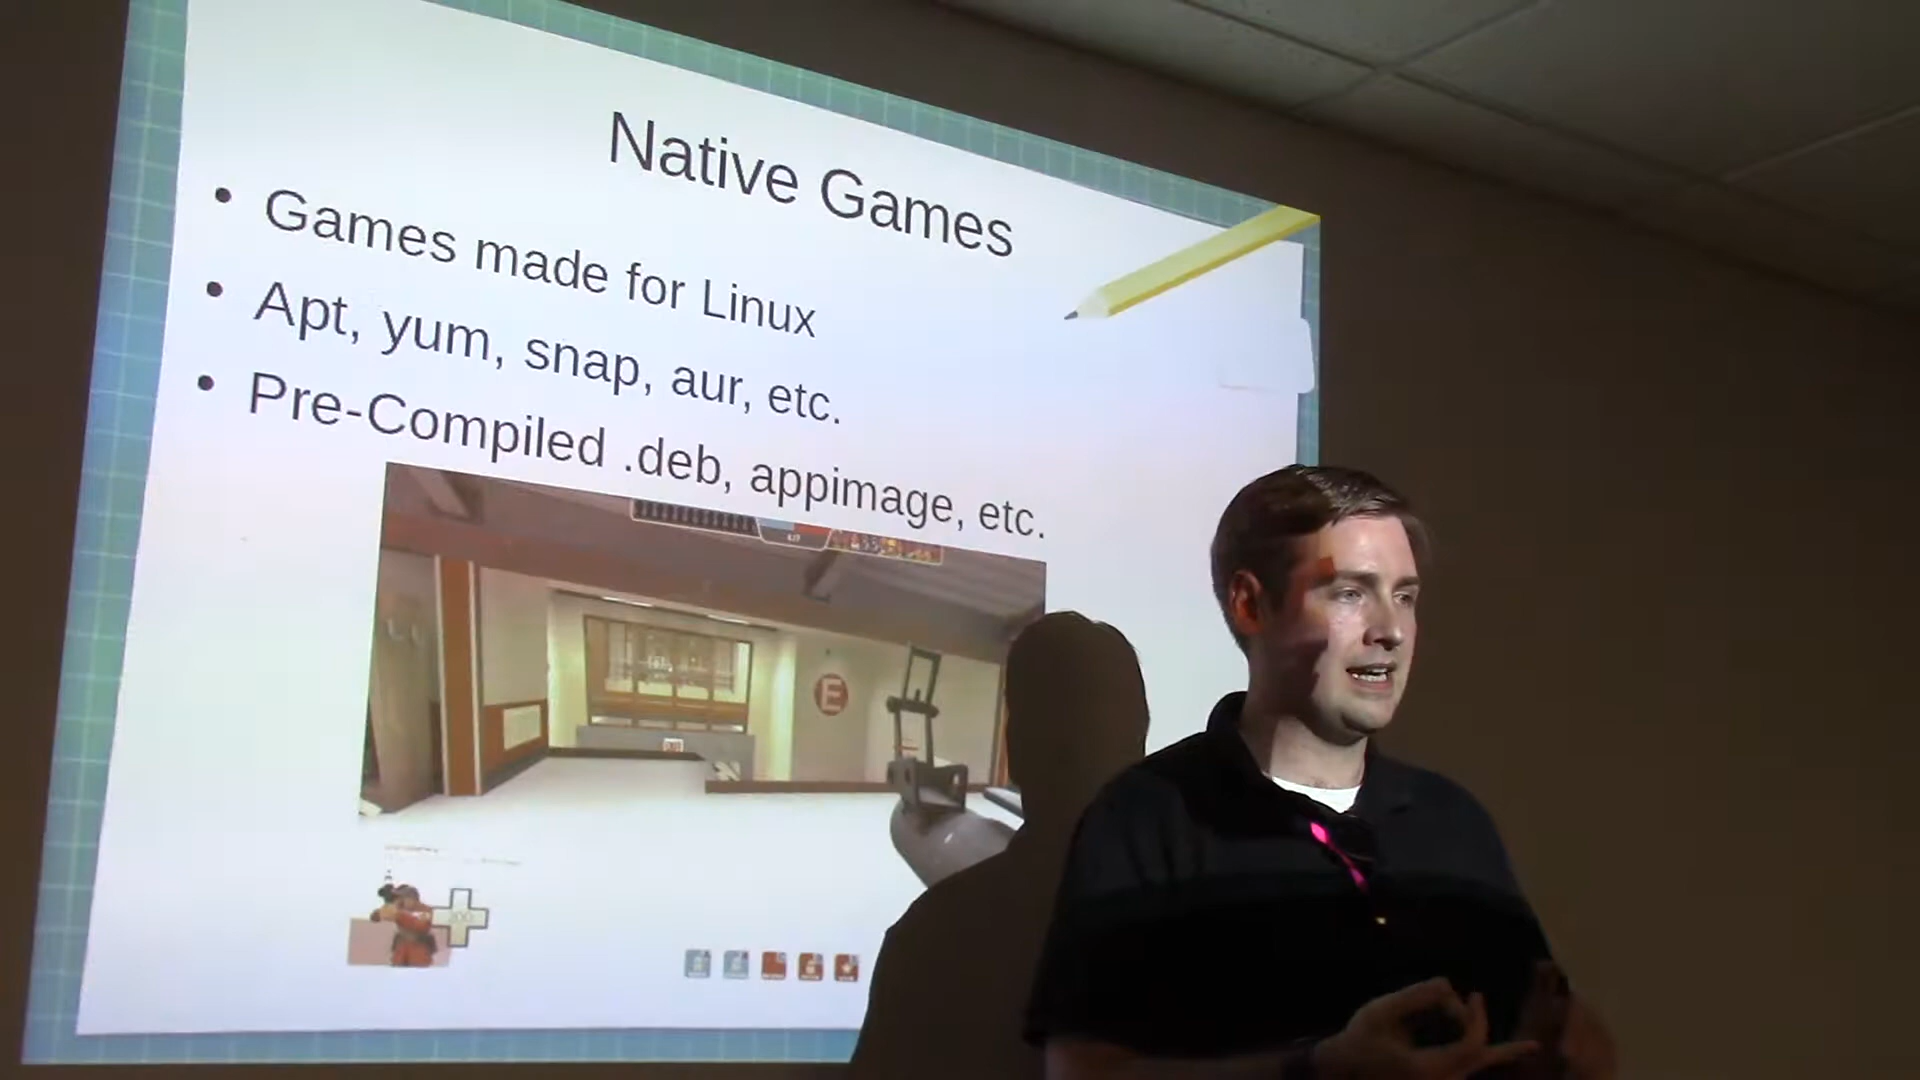 Native Games
• Games made for Linux
• Apt, yum, snap, aur, etc.
• Pre-Compiled .deb, appimage, etc.
E